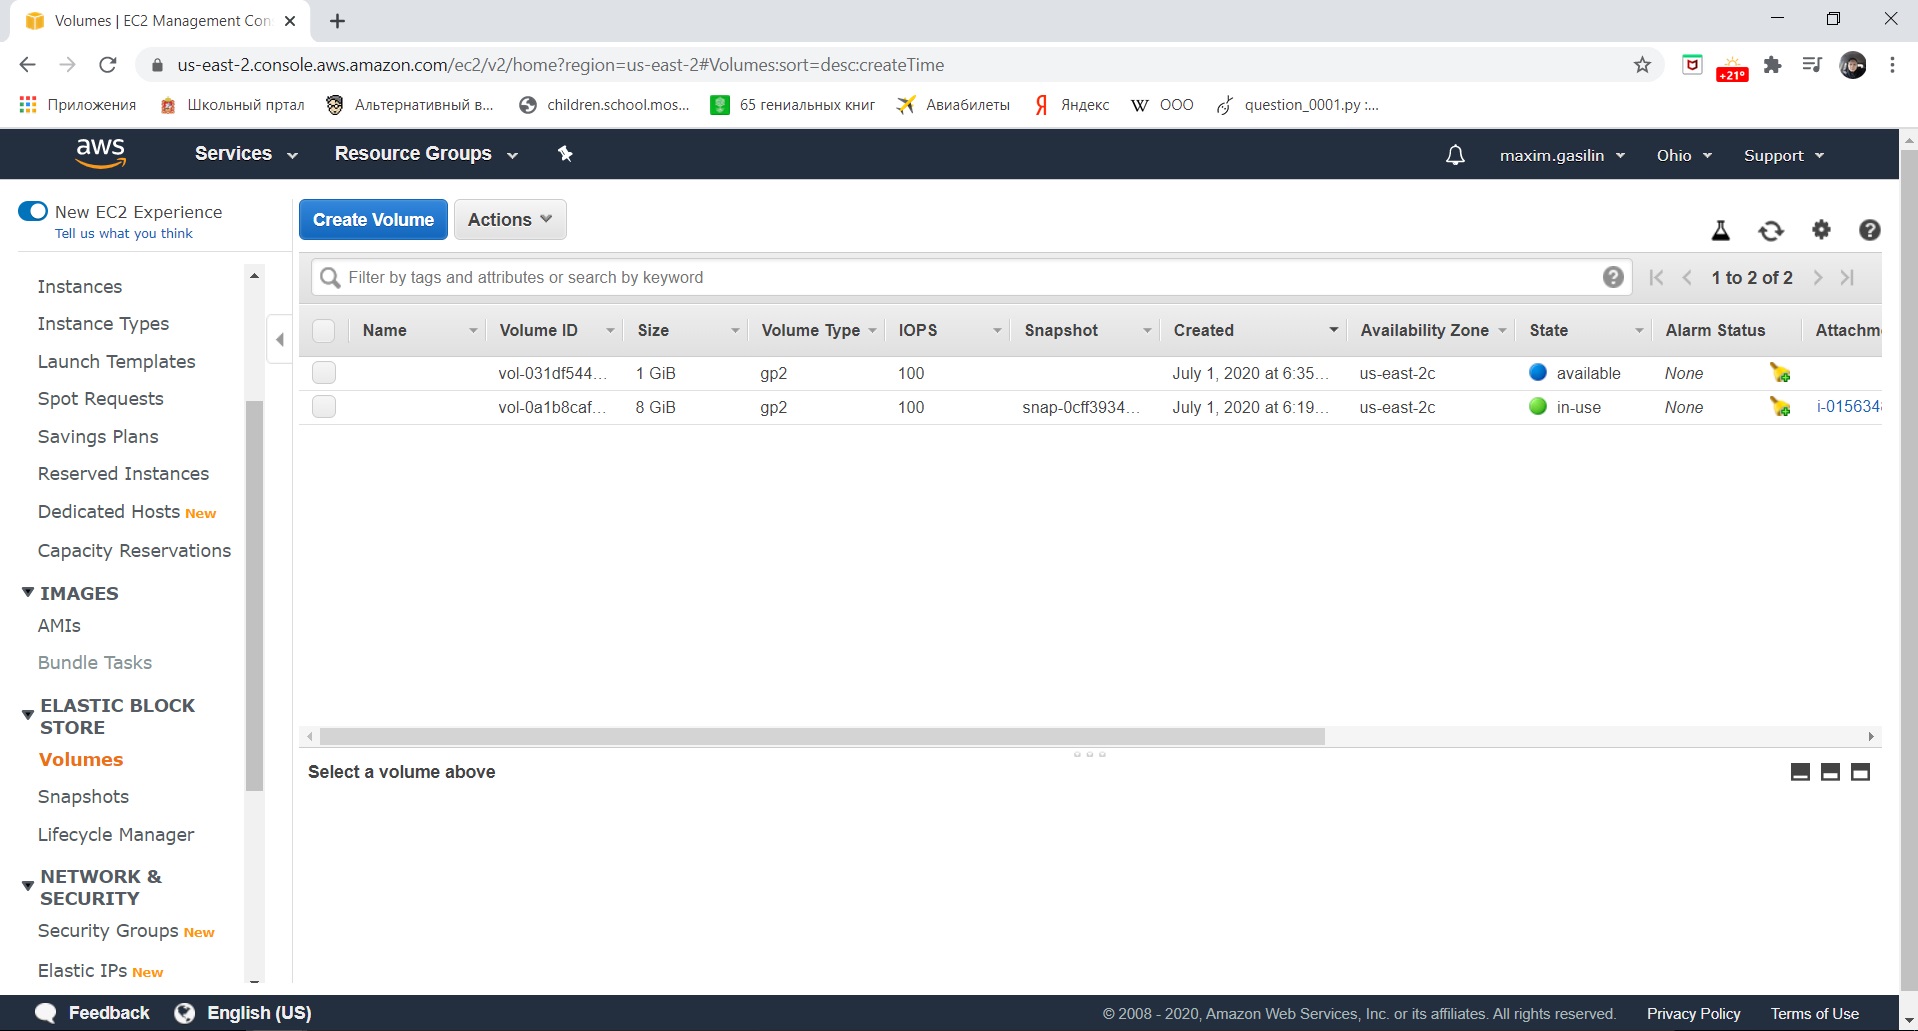 Volumes | EC2 Management Con
us-east-2.console.aws.amazon.com/ec2/v2/home?region=us-east-2#Volumes:sort=desc:createTime
+21°
Приложения Школьный пртал Альтернативный в... children.school.mos... 65 гениальных книг Авиабилеты Яндекс ООО question_0001.py :...
aws Services Resource Groups maxim.gasilin Ohio Support
New EC2 Experience
Tell us what you think
Instances
Instance Types
Launch Templates
Spot Requests
Savings Plans
Reserved Instances
Dedicated Hosts New
Capacity Reservations
IMAGES
AMIs
Bundle Tasks
ELASTIC BLOCK
STORE
Volumes
Snapshots
Lifecycle Manager
NETWORK &
SECURITY
Security Groups New
Elastic IPs New
Create Volume Actions
Filter by tags and attributes or search by keyword 1 to 2 of 2
Name Volume ID Size Volume Type IOPS Snapshot Created Availability Zone State Alarm Status Attachm
vol-031df544... 1 GiB gp2 100 July 1, 2020 at 6:35... us-east-2c available None
vol-0a1b8caf... 8 GiB gp2 100 snap-0cff3934... July 1, 2020 at 6:19... us-east-2c in-use None i-0156348
Select a volume above
Feedback English (US) © 2008 - 2020, Amazon Web Services, Inc. or its affiliates. All rights reserved. Privacy Policy Terms of Use